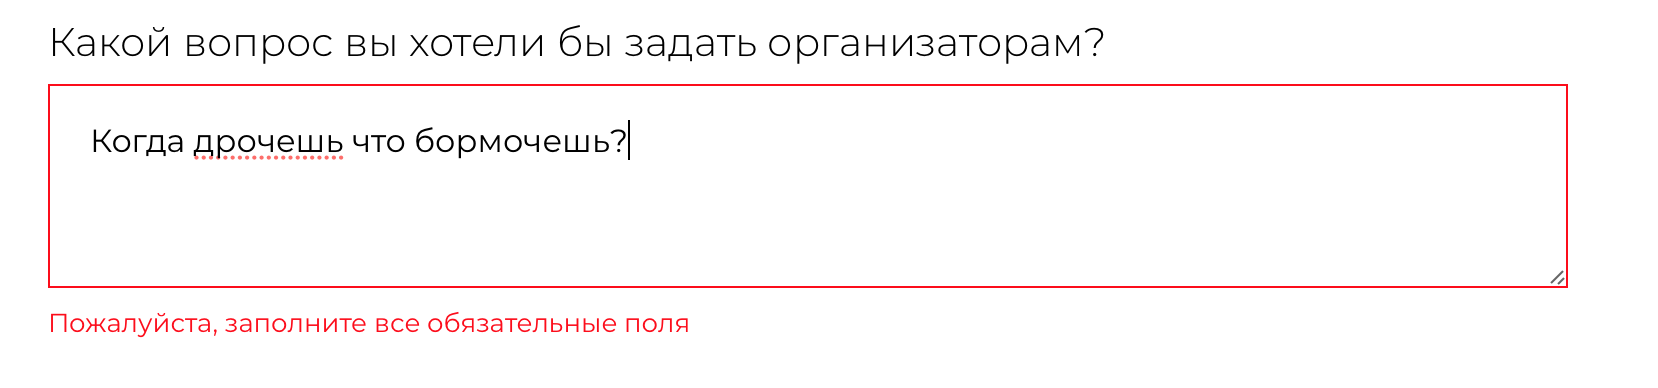 Какой вопрос вы хотели бы задать организаторам?
Когда дрочешь что бормочешь?
Пожалуйста, заполните все обязательные поля